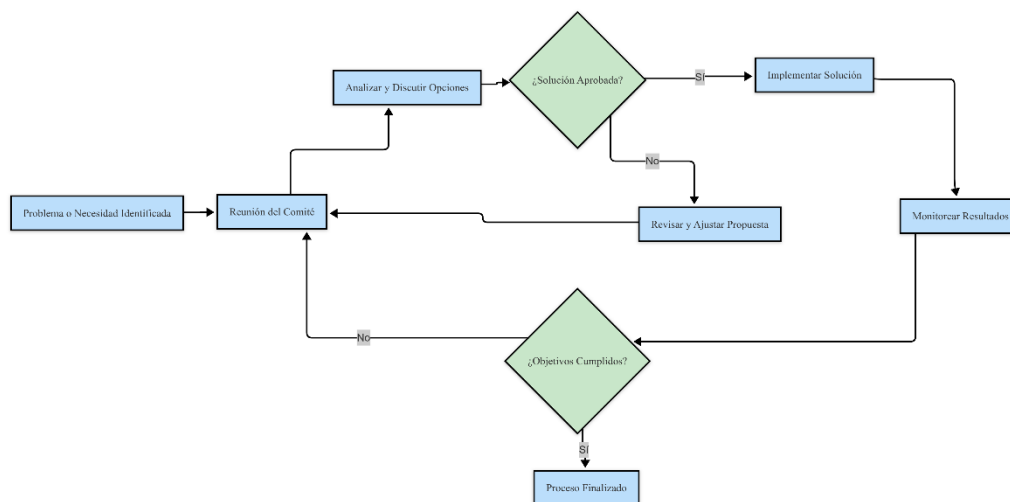 ¿Solución Aprobada?
Analizar y Discutir Opciones
Sí
Implementar Solución
No
Problema o Necesidad Identificada
Reunión del Comité
Revisar y Ajustar Propuesta
Monitorear Resultados
No
¿Objetivos Cumplidos?
Sí
Proceso Finalizado